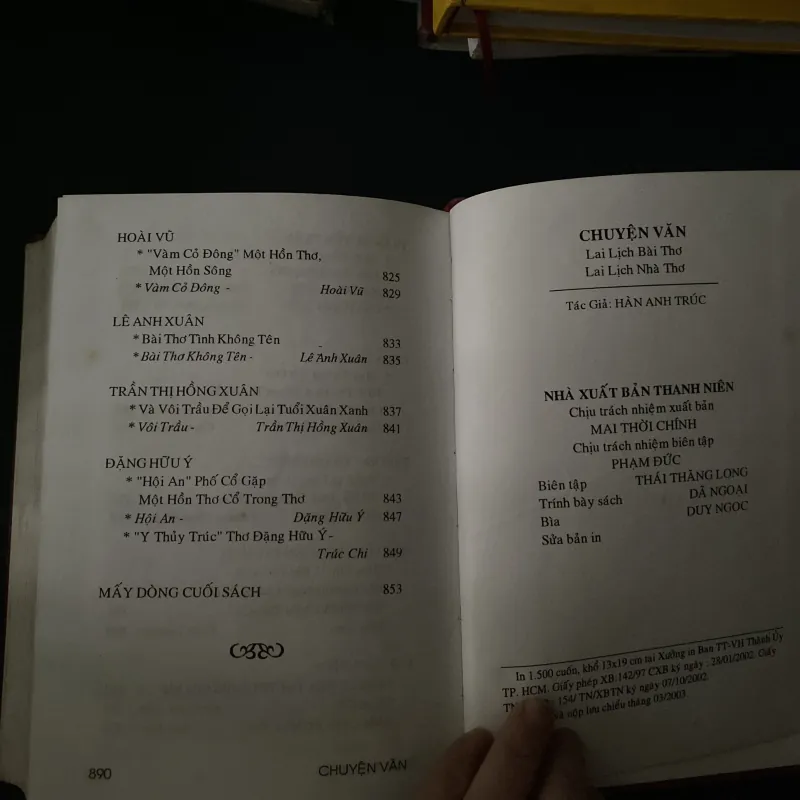 HOÀI VŨ
* "Vàm Cỏ Đông" Một Hồn Thơ,
Một Hồn Sông 825
* Vàm Cỏ Đông - Hoài Vũ 829
LÊ ANH XUÂN
* Bài Thơ Tình Không Tên 833
* Bài Thơ Không Tên - Lê Anh Xuân 835
TRẦN THỊ HỒNG XUÂN
* Và Vôi Trầu Để Gọi Lại Tuổi Xuân Xanh 837
* Vôi Trầu - Trần Thị Hồng Xuân 841
ĐẶNG HỮU Ý
* "Hội An" Phố Cổ Gặp
Một Hồn Thơ Cổ Trong Thơ 843
* Hội An - Đặng Hữu Ý 847
* "Y Thủy Trúc" Thơ Đặng Hữu Ý -
Trúc Chi 849
MẤY DÒNG CUỐI SÁCH 853
890 CHUYỆN VĂN
CHUYỆN VĂN
Lai Lịch Bài Thơ
Lai Lịch Nhà Thơ
Tác Giả: HÀN ANH TRÚC
NHÀ XUẤT BẢN THANH NIÊN
Chịu trách nhiệm xuất bản
MAI THỜI CHÍNH
Chịu trách nhiệm biên tập
PHẠM ĐỨC
Biên tập THÁI THĂNG LONG
Trình bày sách DÃ NGOẠI
Bìa DUY NGỌC
Sửa bản in
In 1.500 cuốn, khổ 13x19 cm tại Xưởng in Ban TT-VH Thành Ủy
TP. HCM. Giấy phép XB 142/97 CXB ký ngày : 28/01/2002. Giấy
TN 154/ TN/XBTN ký ngày 07/10/2002.
và nộp lưu chiểu tháng 03/2003